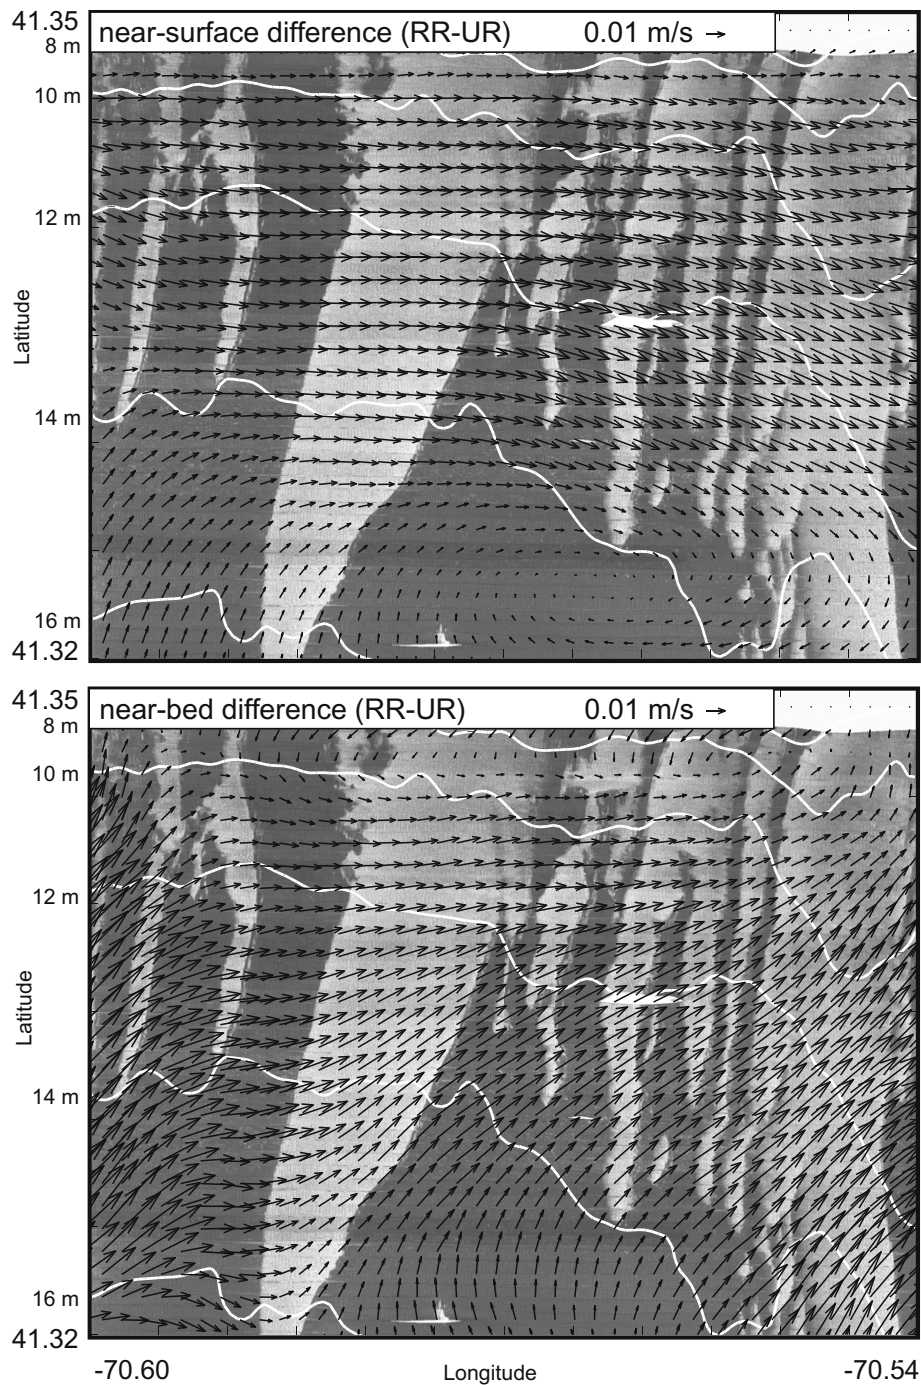 41.35
near-surface difference (RR-UR) 0.01 m/s →
8 m
10 m
12 m
Latitude
14 m
16 m
41.32
41.35
near-bed difference (RR-UR) 0.01 m/s →
8 m
10 m
12 m
Latitude
14 m
16 m
41.32
-70.60 Longitude -70.54